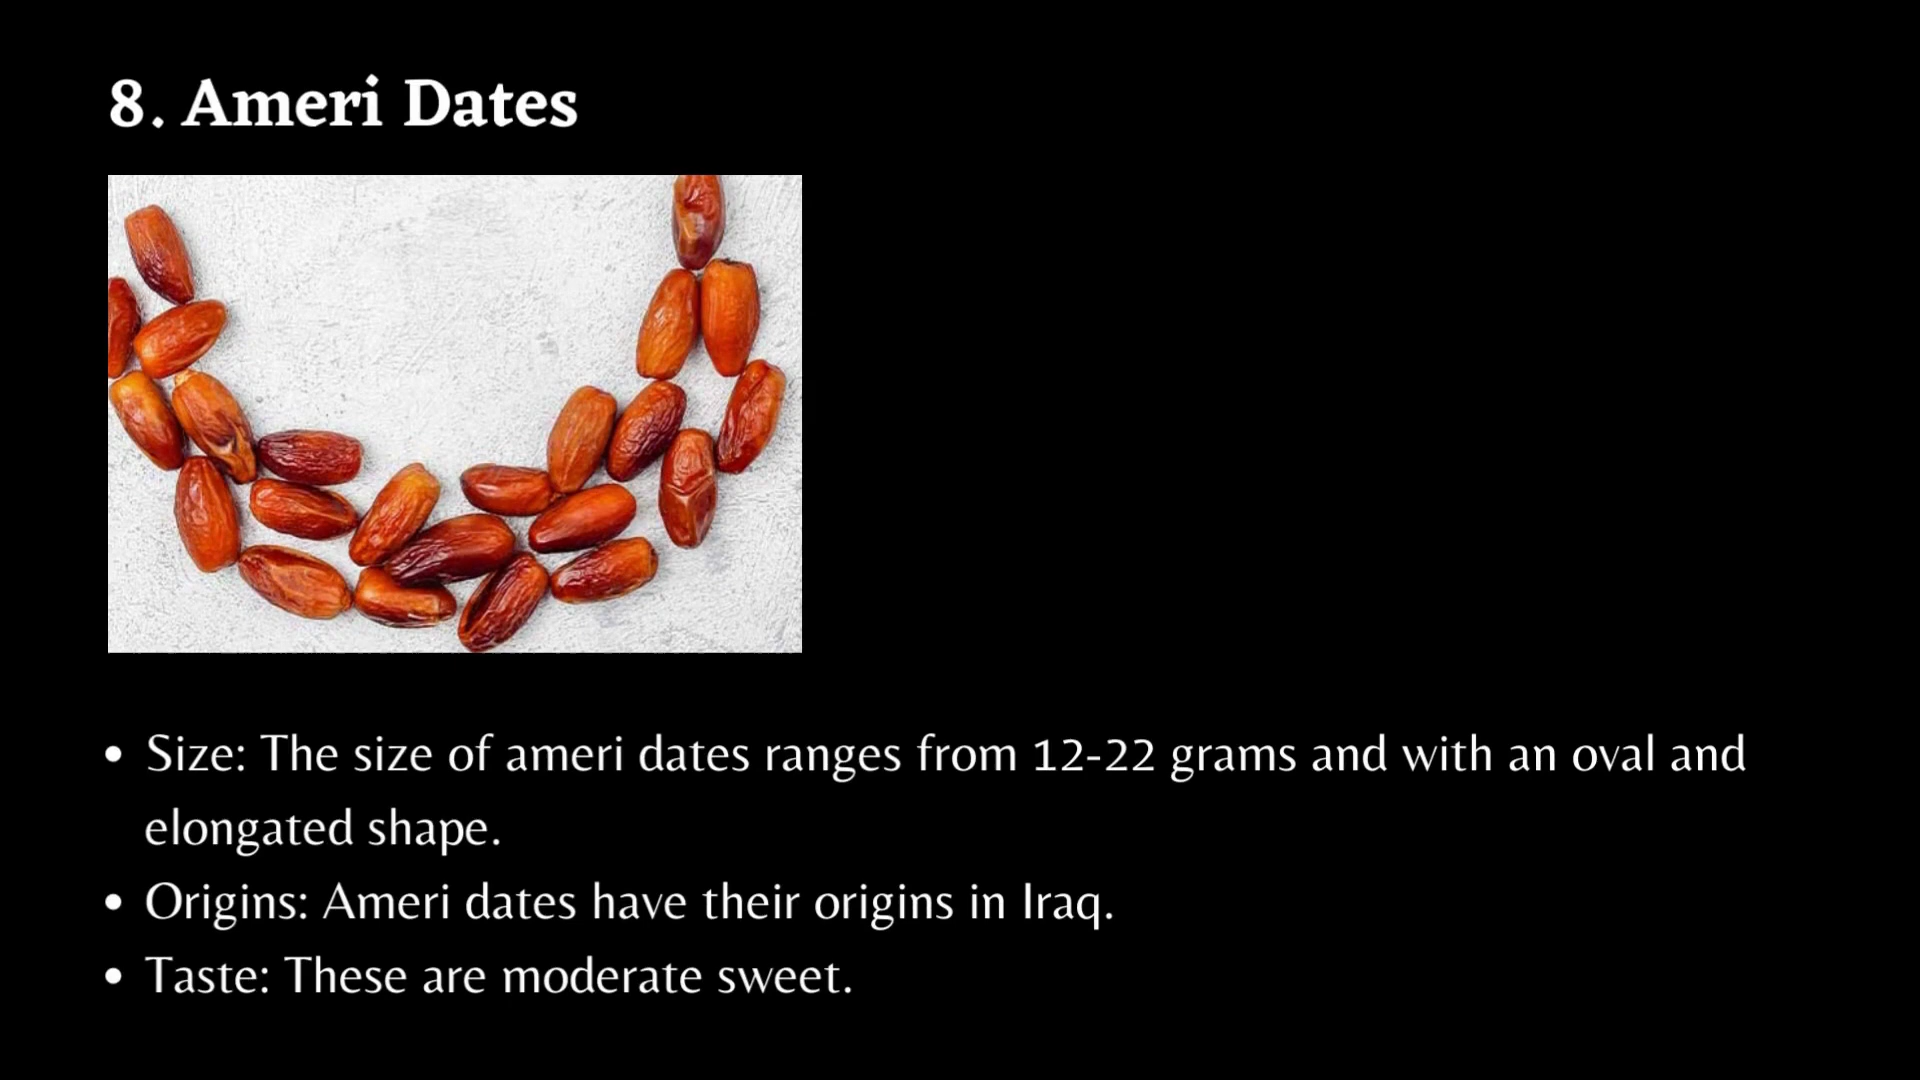 8. Ameri Dates
• Size: The size of ameri dates ranges from 12-22 grams and with an oval and
elongated shape.
• Origins: Ameri dates have their origins in Iraq.
• Taste: These are moderate sweet.